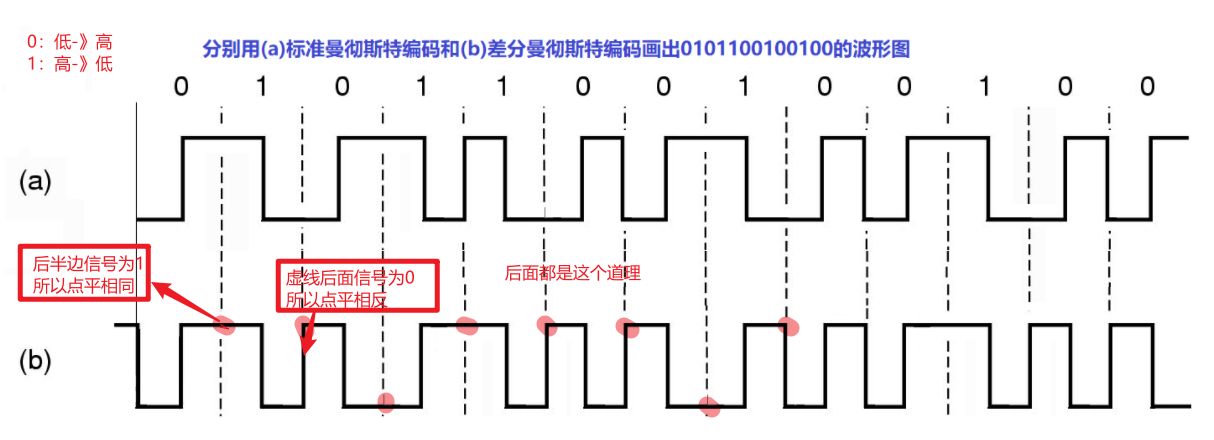 0：低-》高
1：高-》低
分别用(a)标准曼彻斯特编码和(b)差分曼彻斯特编码画出0101100100100的波形图
0 1 0 1 1 0 0 1 0 0 1 0 0
(a)
后半边信号为1
所以点平相同
虚线后面信号为0
所以点平相反
后面都是这个道理
(b)